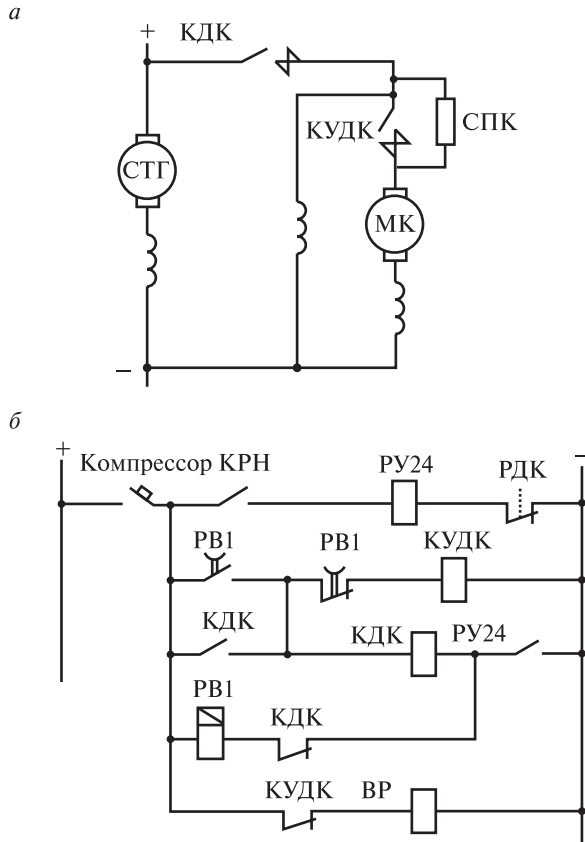 а
+ КДК
КУДК СПК
СТГ
МК
−
б
+ −
Компрессор КРН РУ24 РДК
РВ1 РВ1 КУДК
КДК КДК РУ24
РВ1 КДК
КУДК ВР